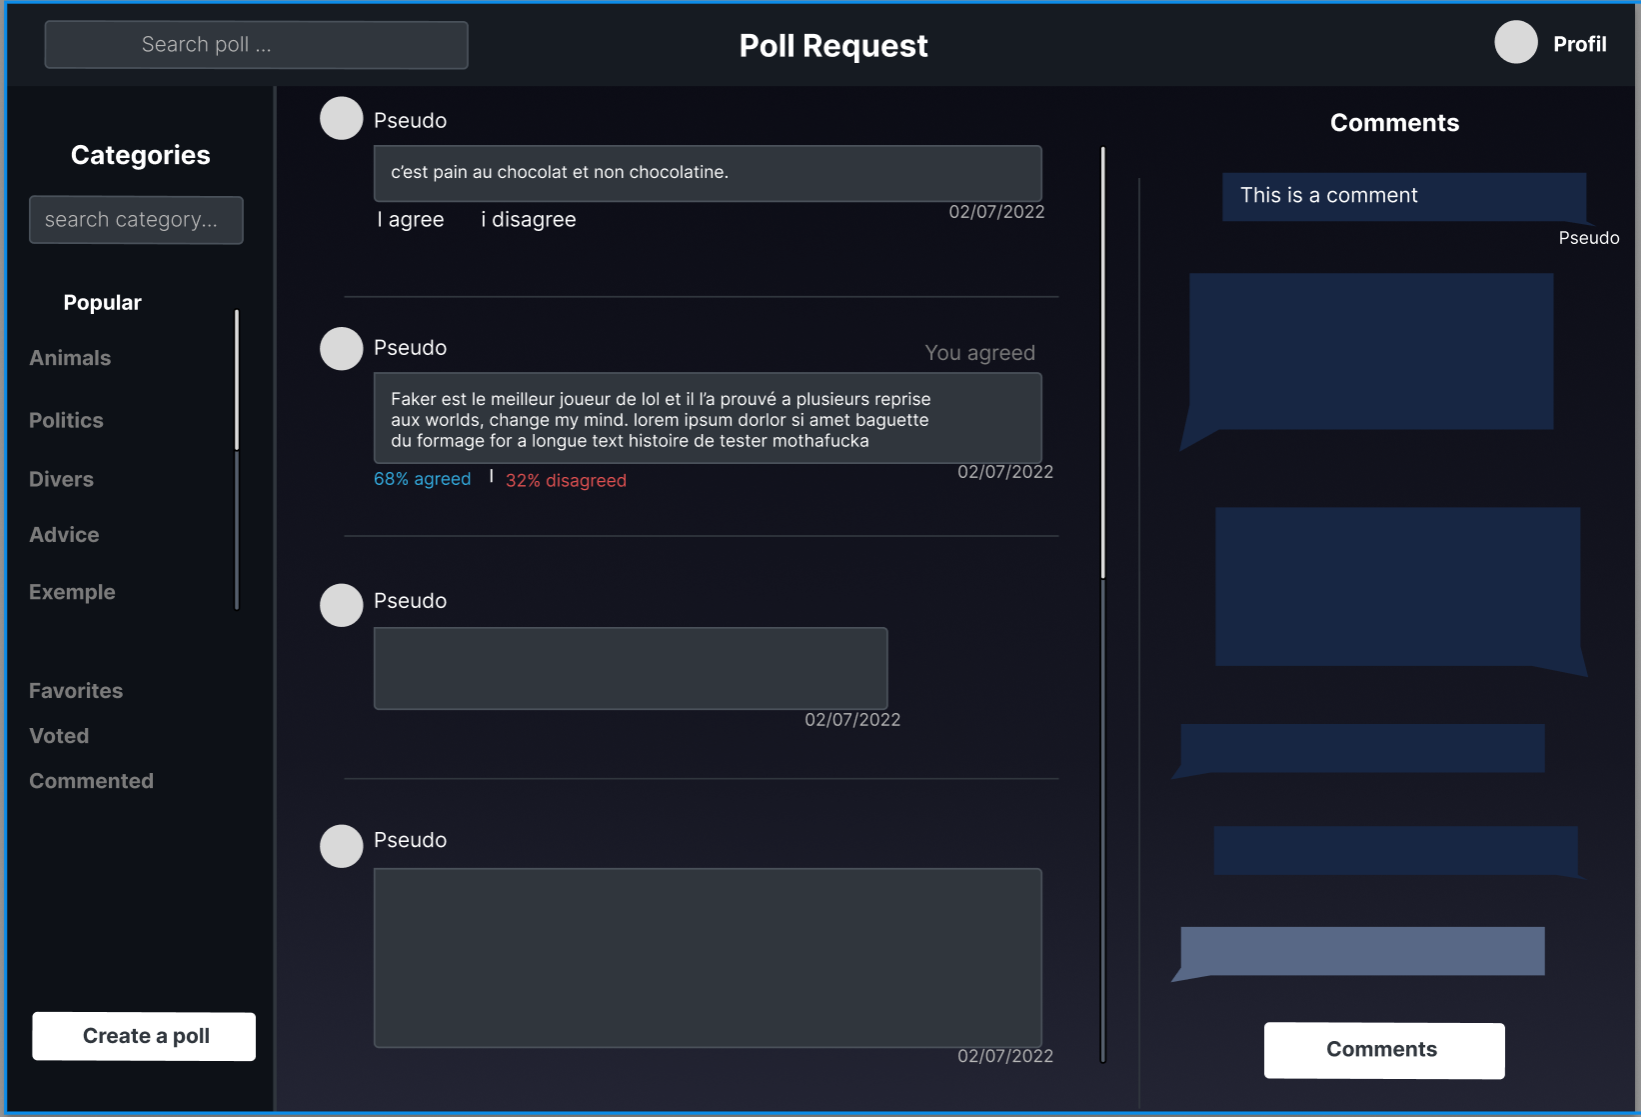 Search poll ...
Poll Request
Profil
Categories
search category...
Popular
Animals
Politics
Divers
Advice
Exemple
Favorites
Voted
Commented
Create a poll
Pseudo
c’est pain au chocolat et non chocolatine.
02/07/2022
I agree
i disagree
Pseudo
You agreed
Faker est le meilleur joueur de lol et il l’a prouvé a plusieurs reprise
aux worlds, change my mind. lorem ipsum dorlor si amet baguette
du formage for a longue text histoire de tester mothafucka
68% agreed | 32% disagreed
02/07/2022
Pseudo
02/07/2022
Pseudo
02/07/2022
Comments
This is a comment
Pseudo
Comments